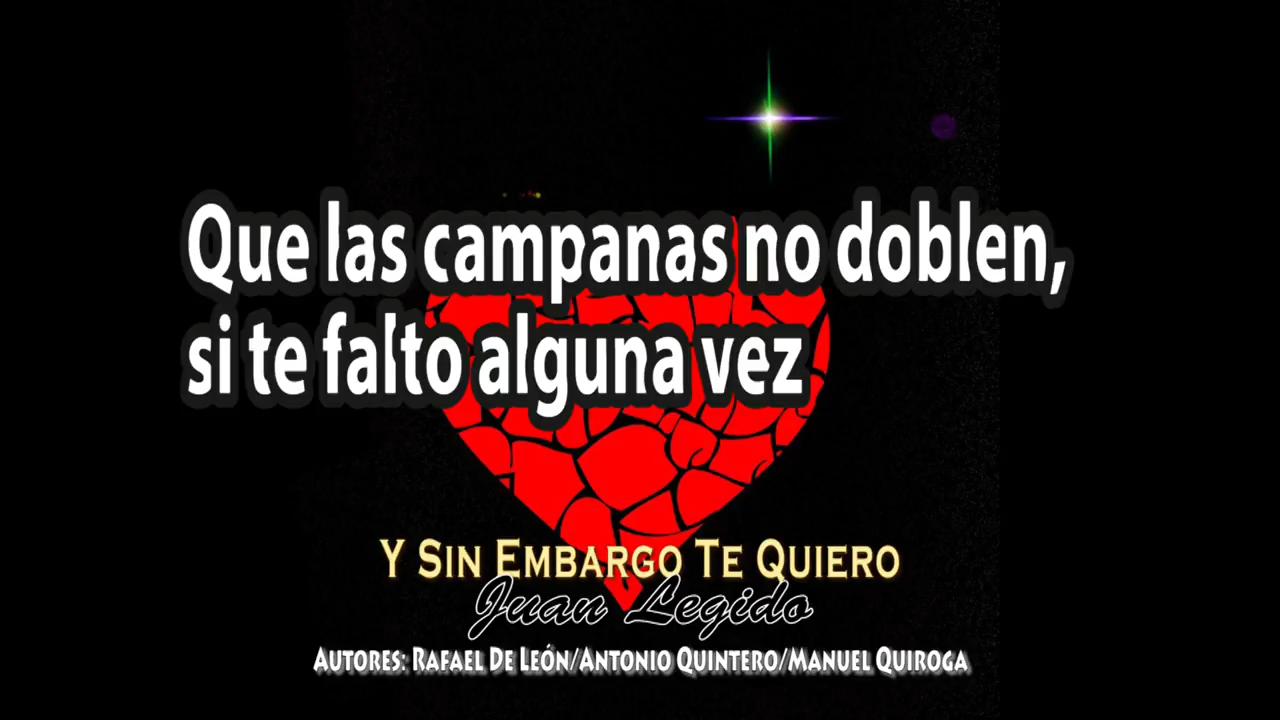 Que las campanas no doblen,
si te falto alguna vez
Y SIN EMBARGO TE QUIERO
Juan Legido
AUTORES: RAFAEL DE LEÓN/ANTONIO QUINTERO/MANUEL QUIROGA